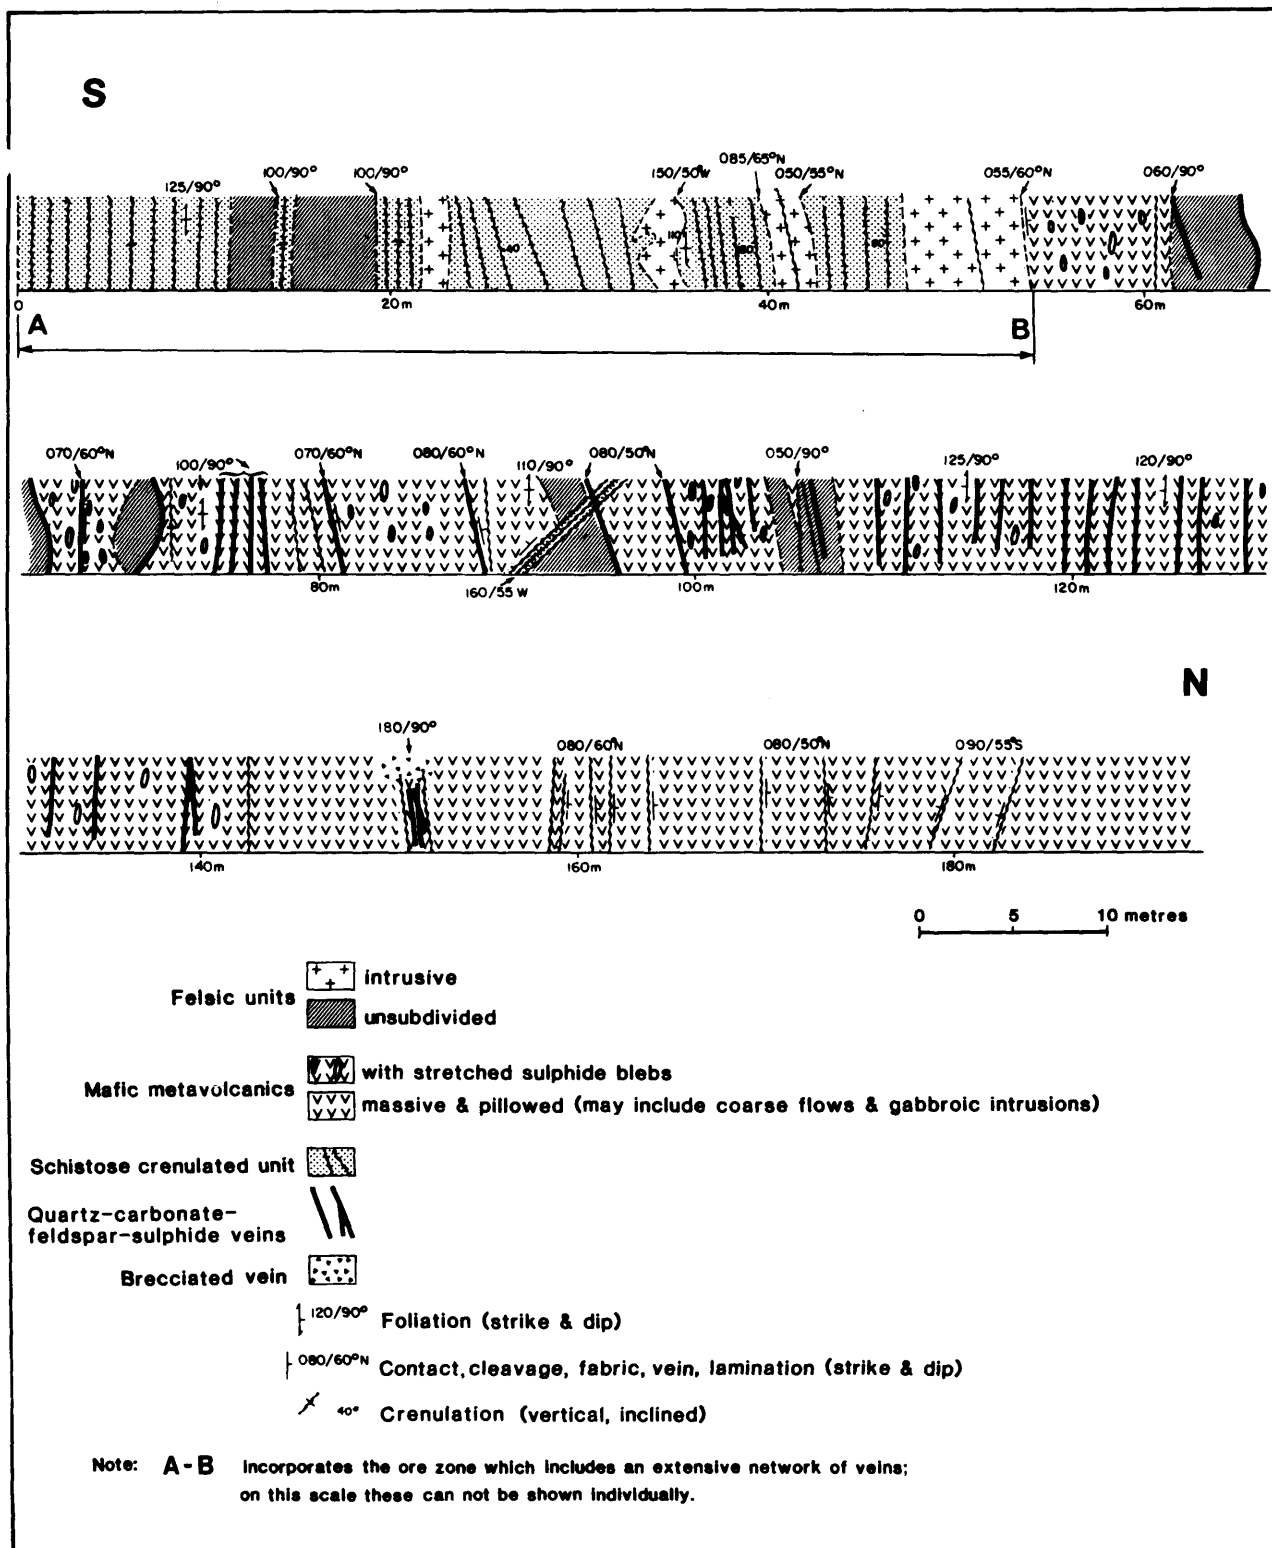 S
125/90° 100/90° 100/90° 150/50°W 085/65°N 050/55°N 055/60°N 060/90°
40 110 80 80
0 20m 40m 60m
A B
070/60°N 100/90° 070/60°N 080/60°N 110/90° 080/50°N 050/90° 125/90° 120/90°
80m 160/55 W 100m 120m
N
180/90° 080/60°N 080/50°N 090/55°S
140m 160m 180m
0 5 10 metres
Felsic units
intrusive
unsubdivided
Mafic metavolcanics
with stretched sulphide blebs
massive & pillowed (may include coarse flows & gabbroic intrusions)
Schistose crenulated unit
Quartz-carbonate-
feldspar-sulphide veins
Brecciated vein
120/90° Foliation (strike & dip)
080/60°N Contact, cleavage, fabric, vein, lamination (strike & dip)
40° Crenulation (vertical, inclined)
Note: A-B incorporates the ore zone which includes an extensive network of veins;
on this scale these can not be shown individually.